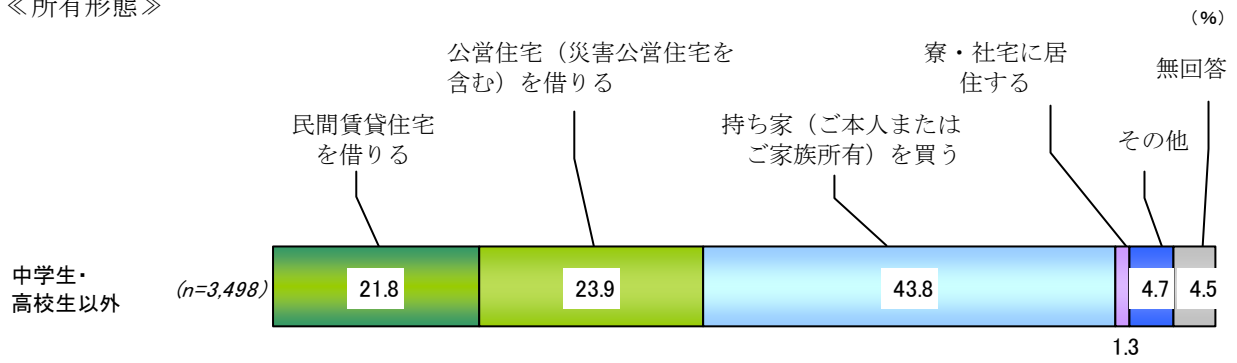 ≪所有形態≫
(%)
民間賃貸住宅
を借りる
公営住宅（災害公営住宅を
含む）を借りる
持ち家（ご本人または
ご家族所有）を買う
寮・社宅に居
住する
その他
無回答
中学生・
高校生以外
(n=3,498)
21.8
23.9
43.8
1.3
4.7
4.5